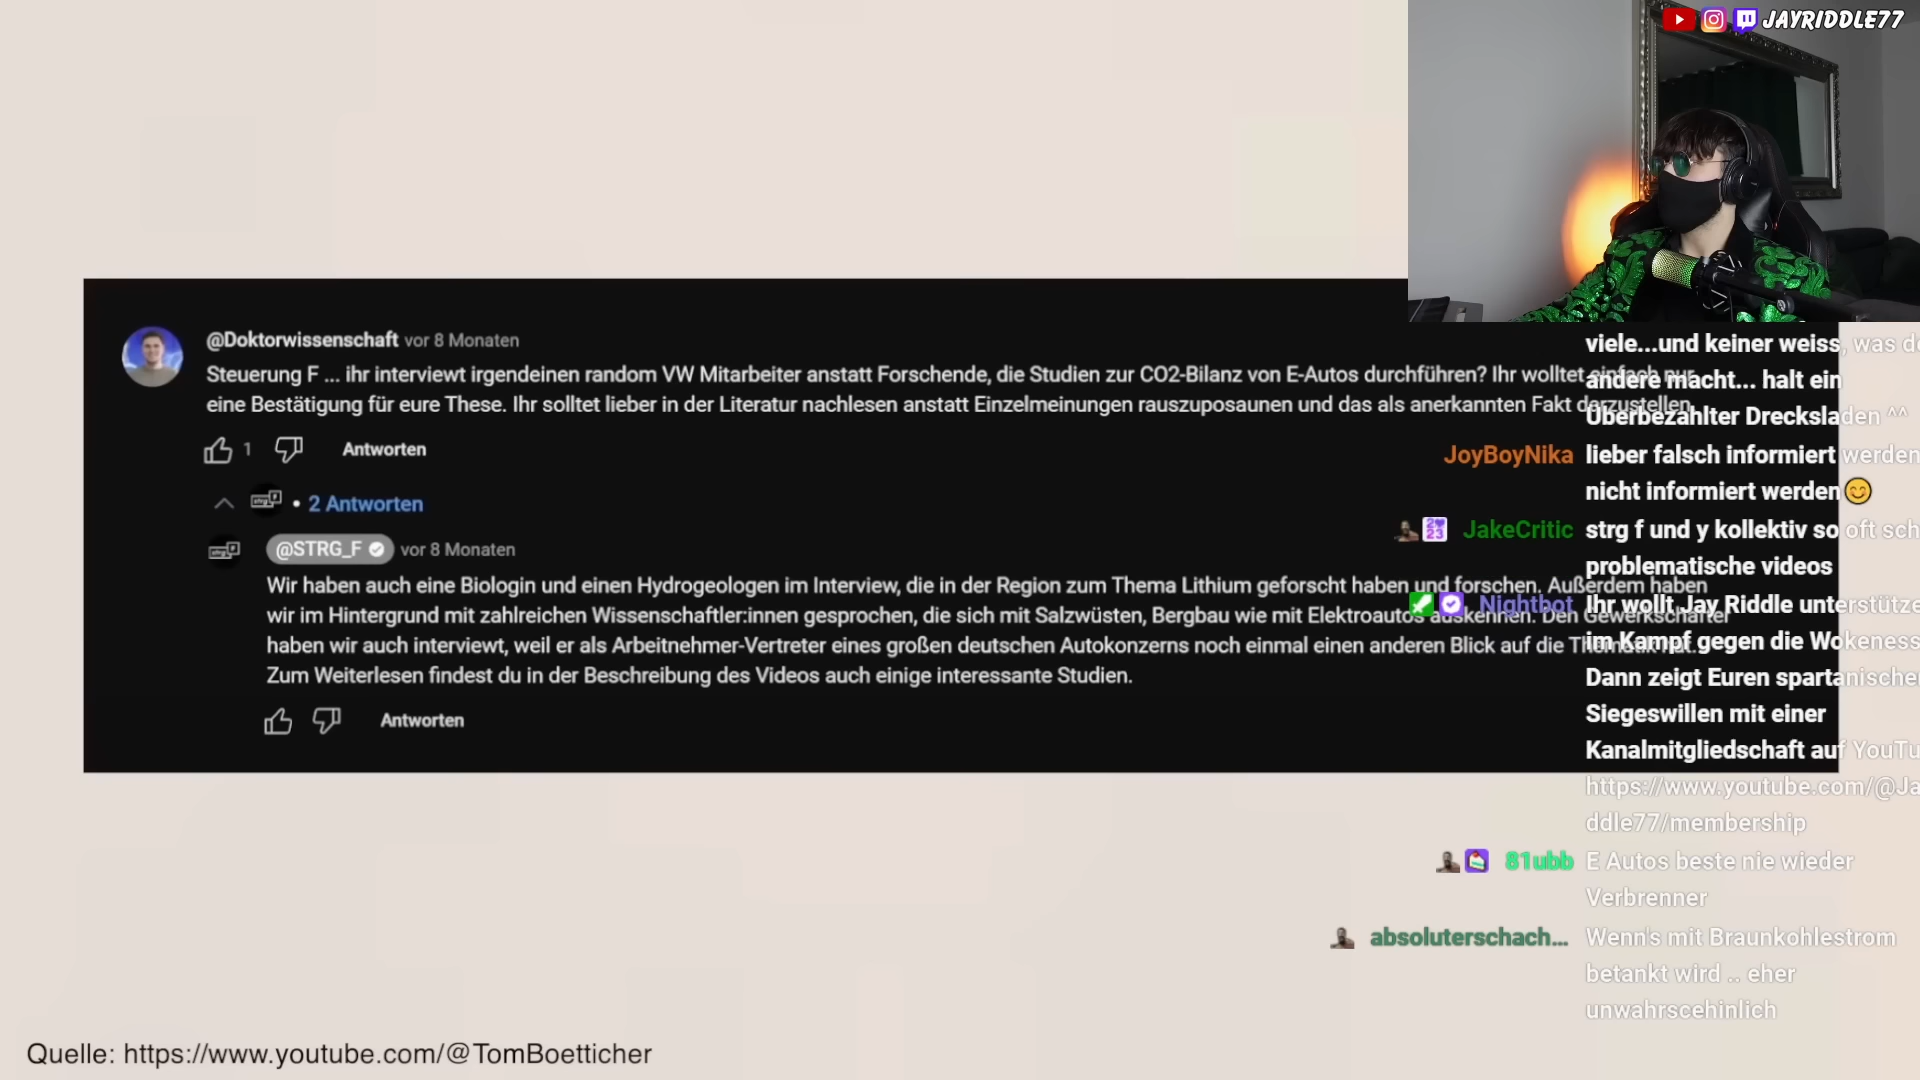 JAYRIDDLE77
@Doktorwissenschaft vor 8 Monaten
Steuerung F ... ihr interviewt irgendeinen random VW Mitarbeiter anstatt Forschende, die Studien zur CO2-Bilanz von E-Autos durchführen? Ihr wolltet einfach nur
eine Bestätigung für eure These. Ihr solltet lieber in der Literatur nachlesen anstatt Einzelmeinungen rauszuposaunen und das als anerkannten Fakt darzustellen
1 Antworten
• 2 Antworten
@STRG_F vor 8 Monaten
Wir haben auch eine Biologin und einen Hydrogeologen im Interview, die in der Region zum Thema Lithium geforscht haben und forschen. Außerdem haben
wir im Hintergrund mit zahlreichen Wissenschaftler:innen gesprochen, die sich mit Salzwüsten, Bergbau wie mit Elektroautos auskennen. Den Gewerkschafter
haben wir auch interviewt, weil er als Arbeitnehmer-Vertreter eines großen deutschen Autokonzerns noch einmal einen anderen Blick auf die
Zum Weiterlesen findest du in der Beschreibung des Videos auch einige interessante Studien.
Antworten
viele...und keiner weiss, was
andere macht... halt ein
Überbezahlter Drecksladen ^^
JoyBoyNika lieber falsch informiert werden
nicht informiert werden😊
JakeCritic strg f und y kollektiv so oft
problematische videos
Nightbot Ihr wollt Jay Riddle
im Kampf gegen die Wokeness
Dann zeigt Euren
Siegeswillen mit einer
Kanalmitgliedschaft auf
https://www.youtube.com/@Ja
ddle77/membership
81ubb E Autos beste nie wieder
Verbrenner
absoluterschach... Wenn's mit Braunkohlestrom
betankt wird .. eher
unwahrscehinlich
Quelle: https://www.youtube.com/@TomBoetticher